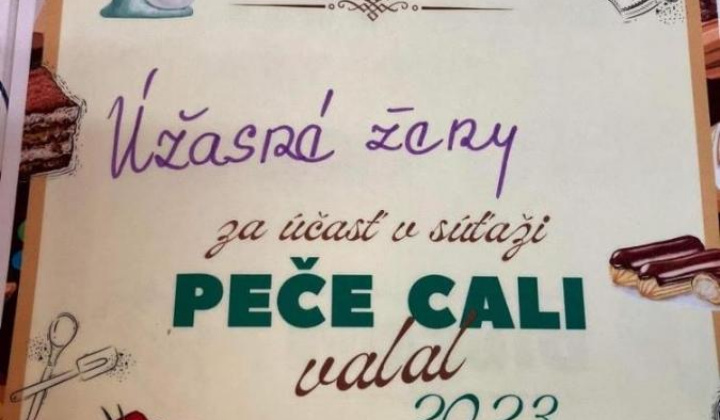 Úžasné ženy
za účasť v súťaži
PEČE CALI
valal
2023